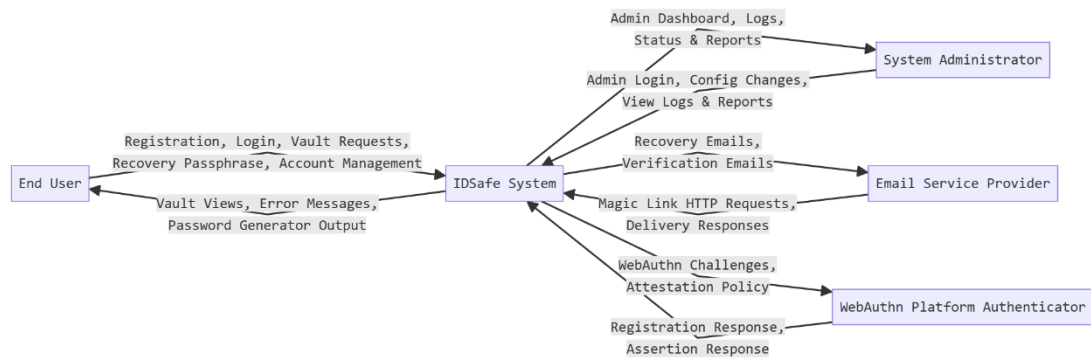 Admin Dashboard, Logs,
Status & Reports
System Administrator
Admin Login, Config Changes,
View Logs & Reports
Registration, Login, Vault Requests,
Recovery Passphrase, Account Management
End User
Vault Views, Error Messages,
Password Generator Output
IDSafe System
Recovery Emails,
Verification Emails
Email Service Provider
Magic Link HTTP Requests,
Delivery Responses
WebAuthn Challenges,
Attestation Policy
WebAuthn Platform Authenticator
Registration Response,
Assertion Response